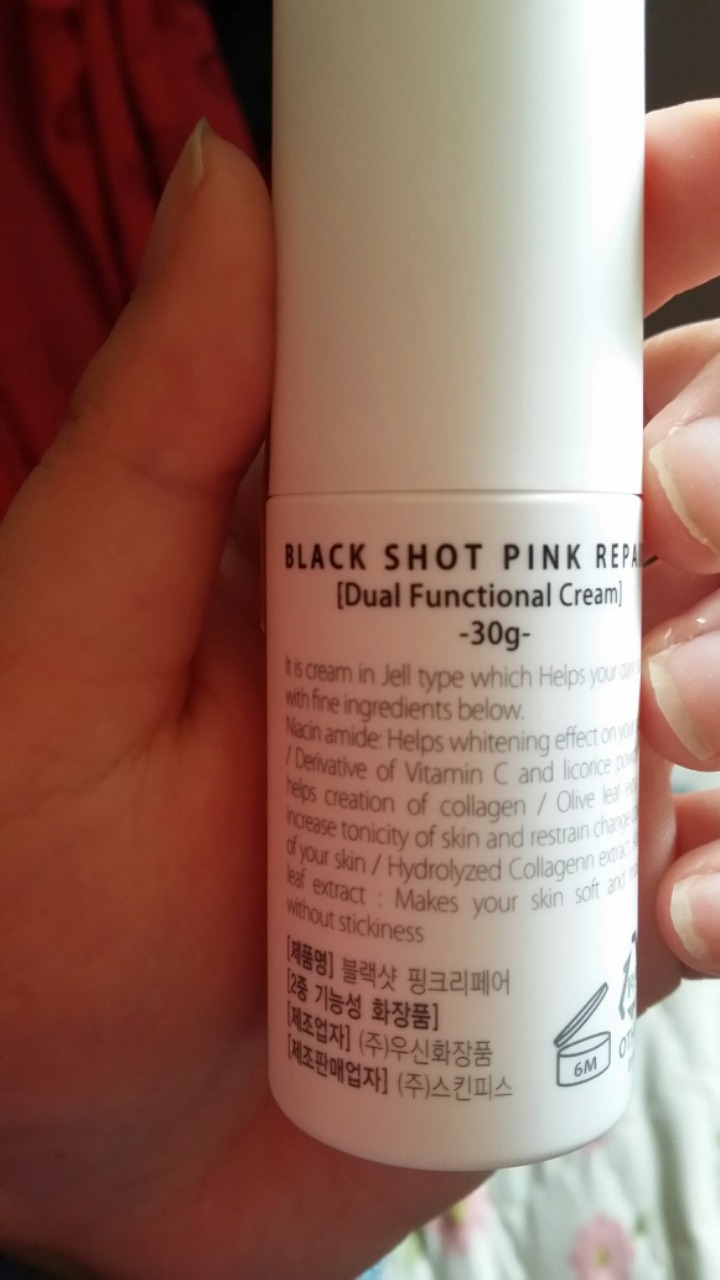 BLACK SHOT PINK REPAI
[Dual Functional Cream]
-30g-
It is cream in Jell type which Helps your dark
with fine ingredients below.
Niacin amide: Helps whitening effect on your
/ Derivative of Vitamin C and licorice
helps creation of collagen / Olive leaf
increase tonicity of skin and restrain change
of your skin / Hydrolyzed Collagenn extract
leaf extract : Makes your skin soft and
without stickiness
[제품명] 블랙샷 핑크리페어
[2중 기능성 화장품]
[제조업자] (주)우신화장품
[제조판매업자] (주)스킨피스
6M